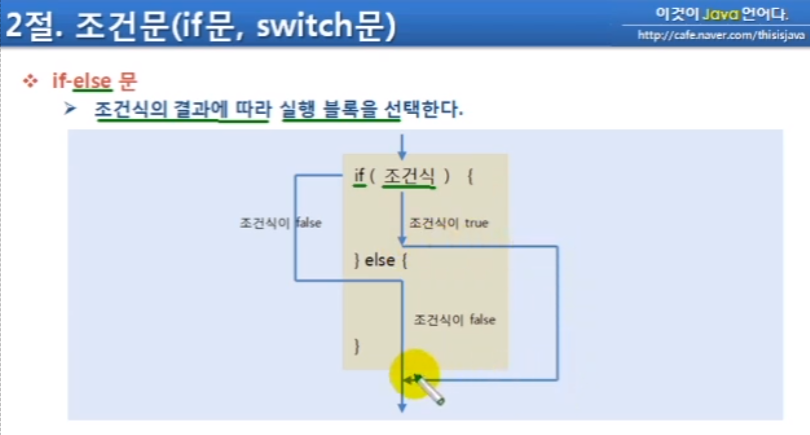 2절. 조건문(if문, switch문)
이것이 Java 언어다.
http://cafe.naver.com/thisisjava
❖ if-else 문
➤ 조건식의 결과에 따라 실행 블록을 선택한다.
if ( 조건식 ) {
조건식이 false
조건식이 true
} else {
조건식이 false
}